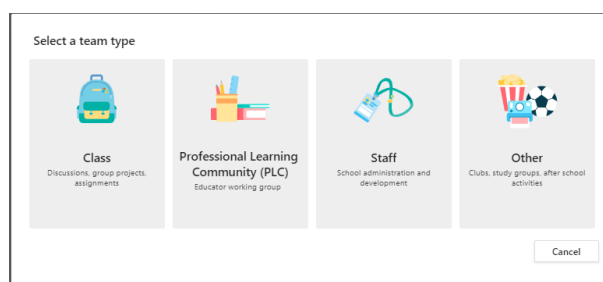 Select a team type
Class
Discussions, group projects,
assignments
Professional Learning
Community (PLC)
Educator working group
Staff
School administration and
development
Other
Clubs, study groups, after school
activities
Cancel